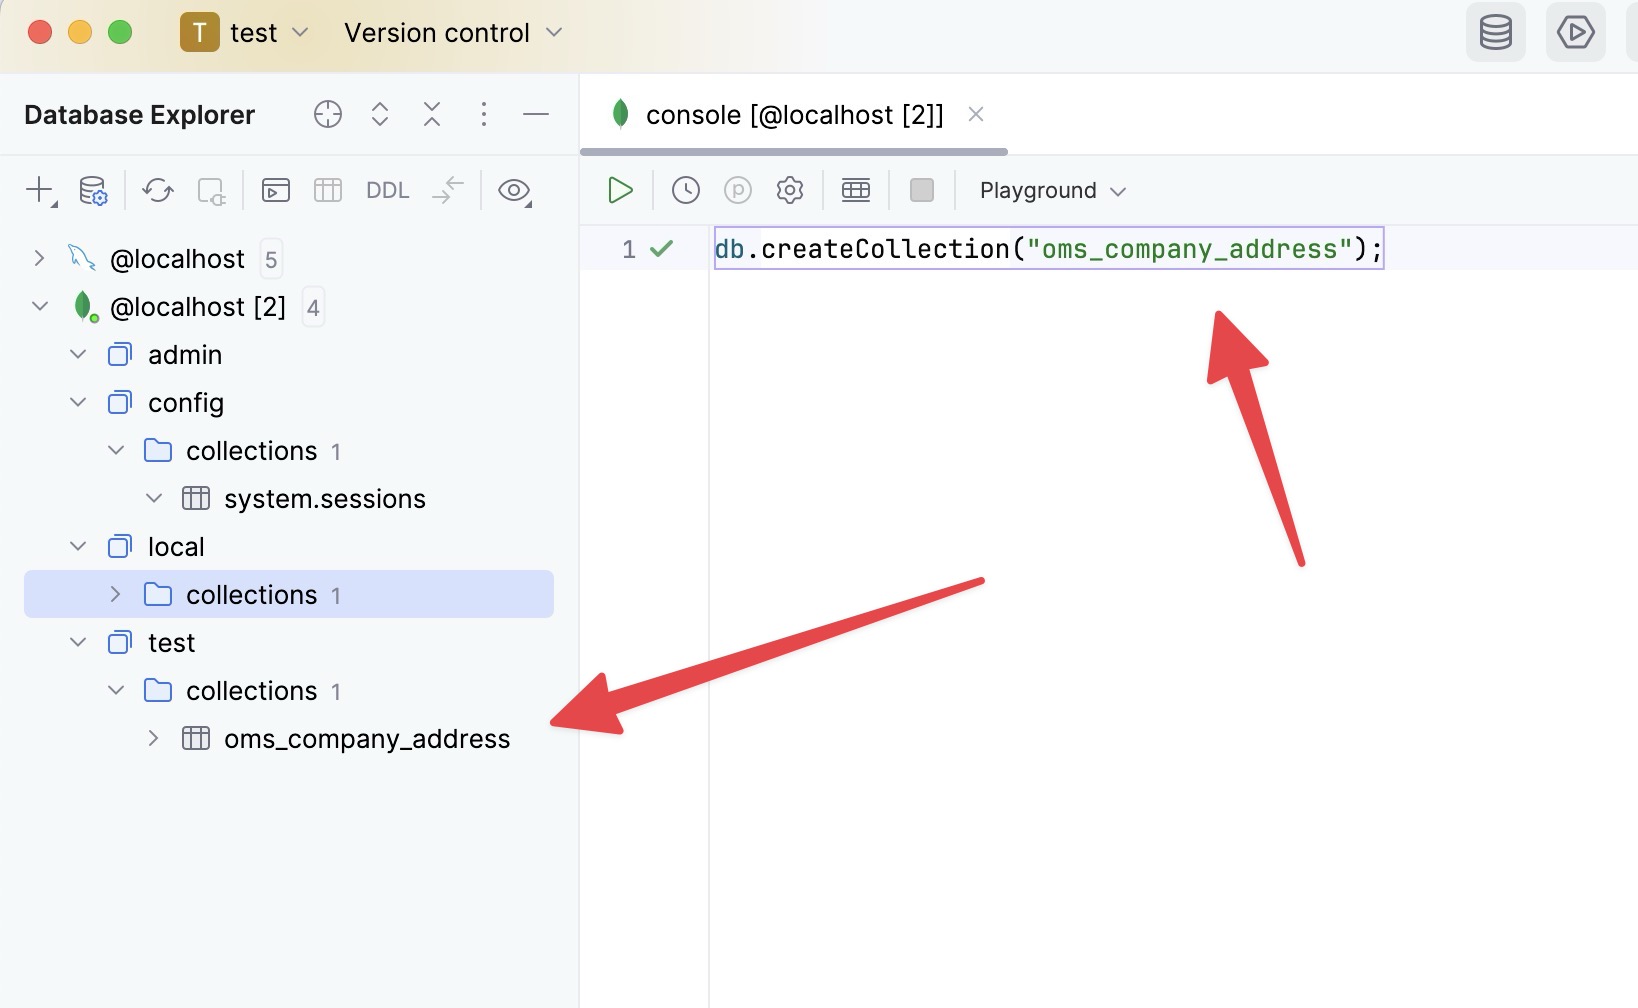 T test Version control
Database Explorer
console [@localhost [2]]
DDL
Playground
@localhost 5
@localhost [2] 4
admin
config
collections 1
system.sessions
local
collections 1
test
collections 1
oms_company_address
1 db.createCollection("oms_company_address");